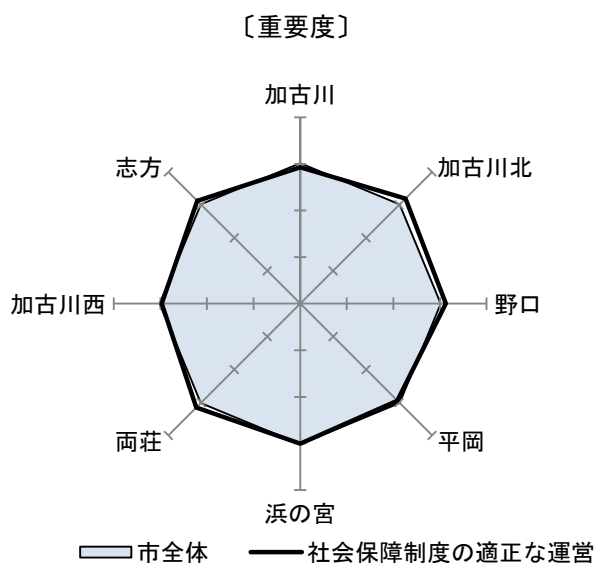 〔重要度〕
加古川
志方
加古川北
加古川西
野口
両荘
平岡
浜の宮
市全体
社会保障制度の適正な運営